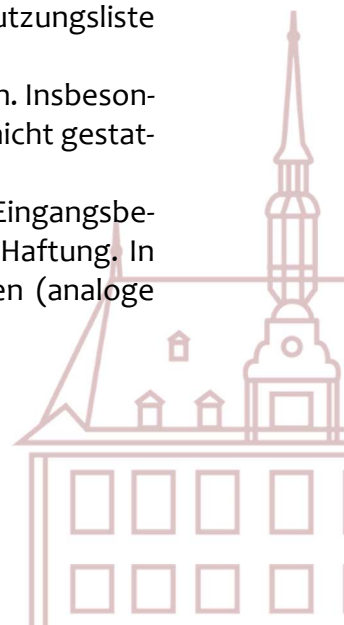 utzungsliste
n. Insbeson-
nicht gestat-
Eingangsbe-
Haftung. In
en (analoge